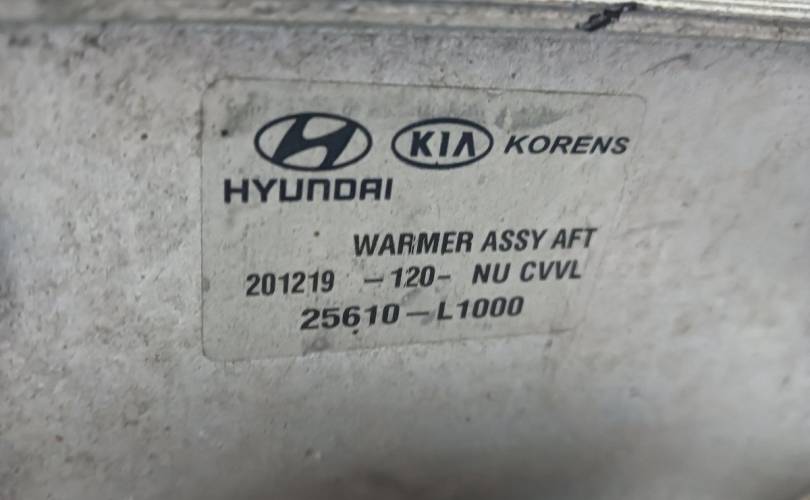 KIA KORENS
HYUNDAI
WARMER ASSY AFT
201219 -120- NU CVVL
25610-L1000